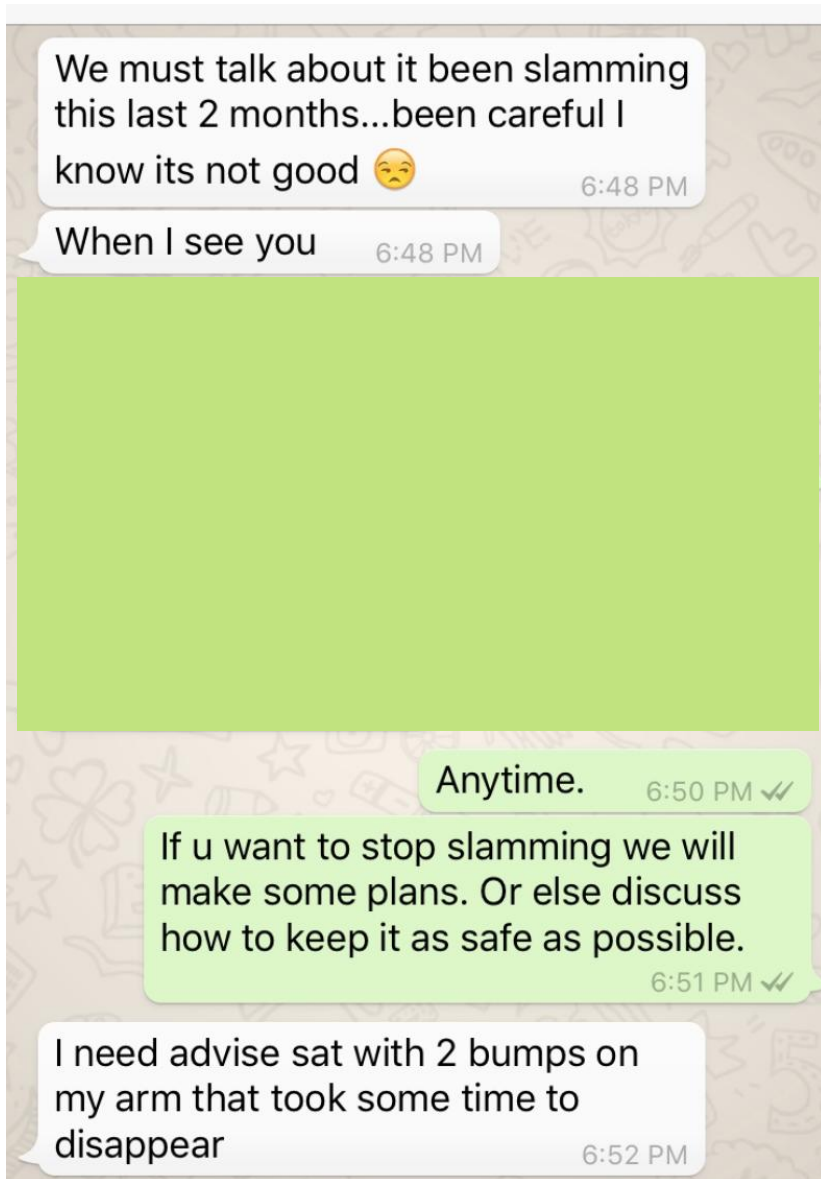 We must talk about it been slamming
this last 2 months...been careful I
know its not good 😒
6:48 PM
When I see you 6:48 PM
Anytime. 6:50 PM
If u want to stop slamming we will
make some plans. Or else discuss
how to keep it as safe as possible.
6:51 PM
I need advise sat with 2 bumps on
my arm that took some time to
disappear 6:52 PM